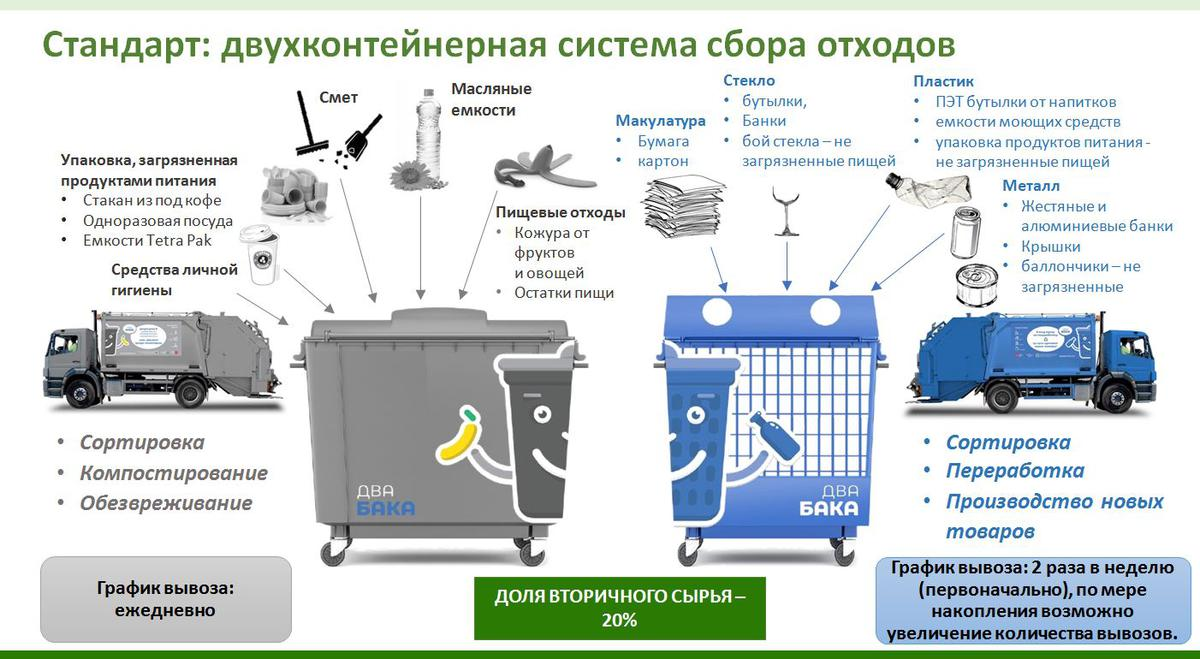 Стандарт: двухконтейнерная система сбора отходов
Смет
Масляные
емкости
Упаковка, загрязненная
продуктами питания
• Стакан из под кофе
• Одноразовая посуда
• Емкости Tetra Pak
Средства личной
гигиены
Пищевые отходы
• Кожура от
фруктов
и овощей
• Остатки пищи
Макулатура
• Бумага
• картон
Стекло
• бутылки,
• Банки
• бой стекла – не
загрязненные пищей
Пластик
• ПЭТ бутылки от напитков
• емкости моющих средств
• упаковка продуктов питания -
не загрязненные пищей
Металл
• Жестяные и
алюминиевые банки
• Крышки
• баллончики – не
загрязненные
• Сортировка
• Компостирование
• Обезвреживание
ДВА
БАКА
ДВА
БАКА
• Сортировка
• Переработка
• Производство новых
товаров
График вывоза:
ежедневно
ДОЛЯ ВТОРИЧНОГО СЫРЬЯ –
20%
График вывоза: 2 раза в неделю
(первоначально), по мере
накопления возможно
увеличение количества вывозов.